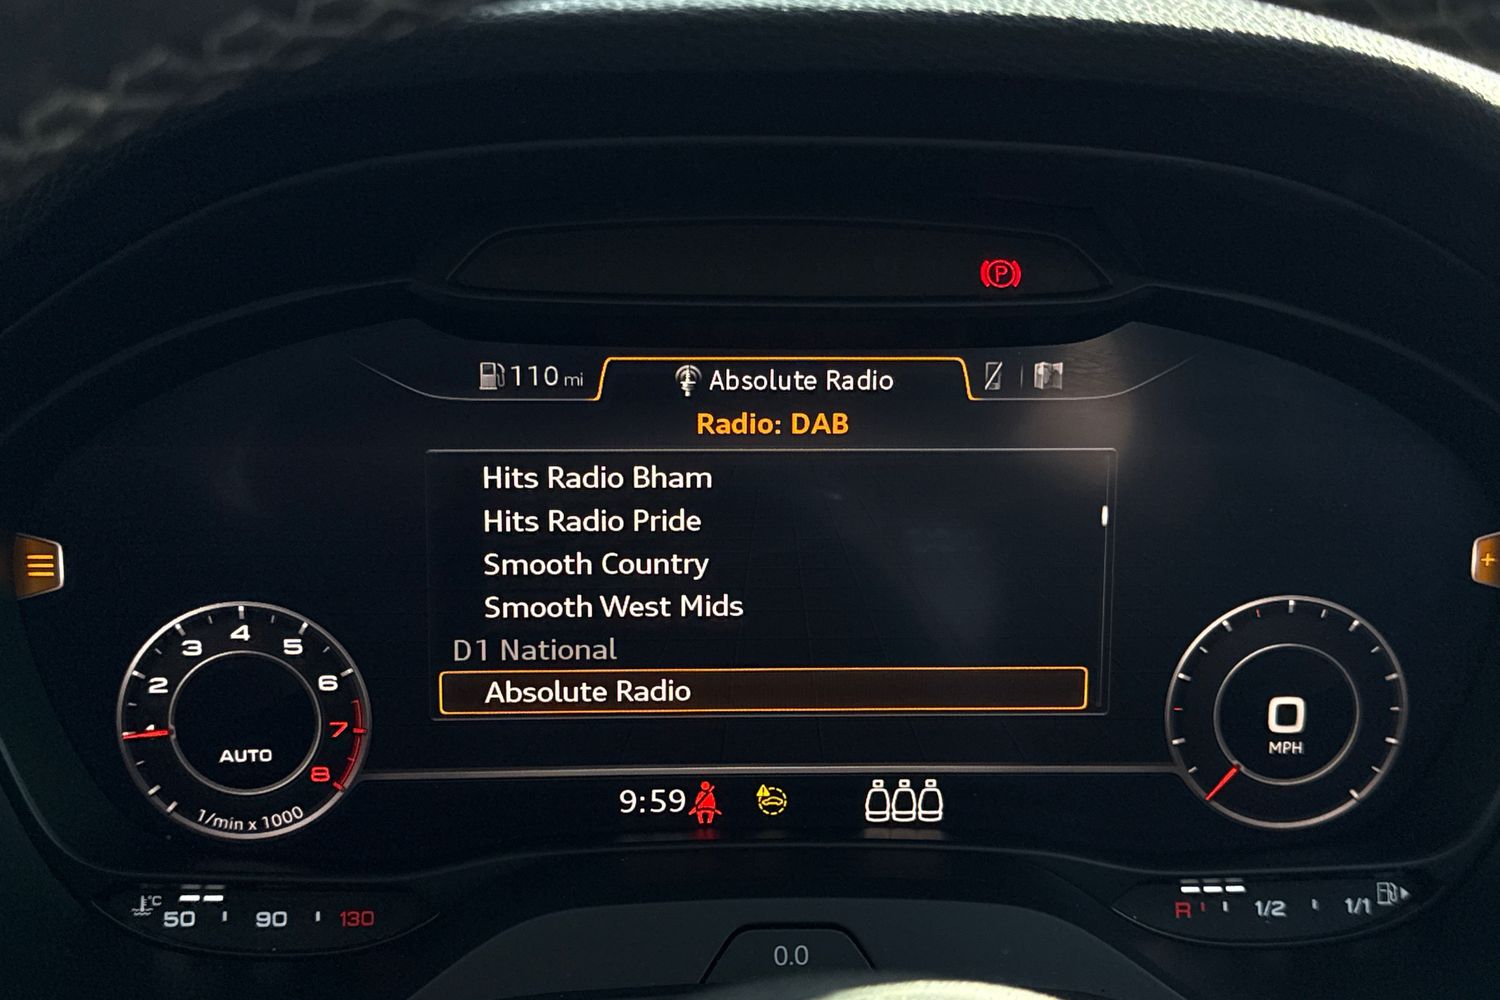 110 mi
Absolute Radio
Radio: DAB
Hits Radio Bham
Hits Radio Pride
Smooth Country
Smooth West Mids
D1 National
Absolute Radio
1 2 3 4 5 6 7 8
AUTO
1/min x 1000
0
MPH
9:59
°C
50 90 130
R 1/2 1/1
0.0
P